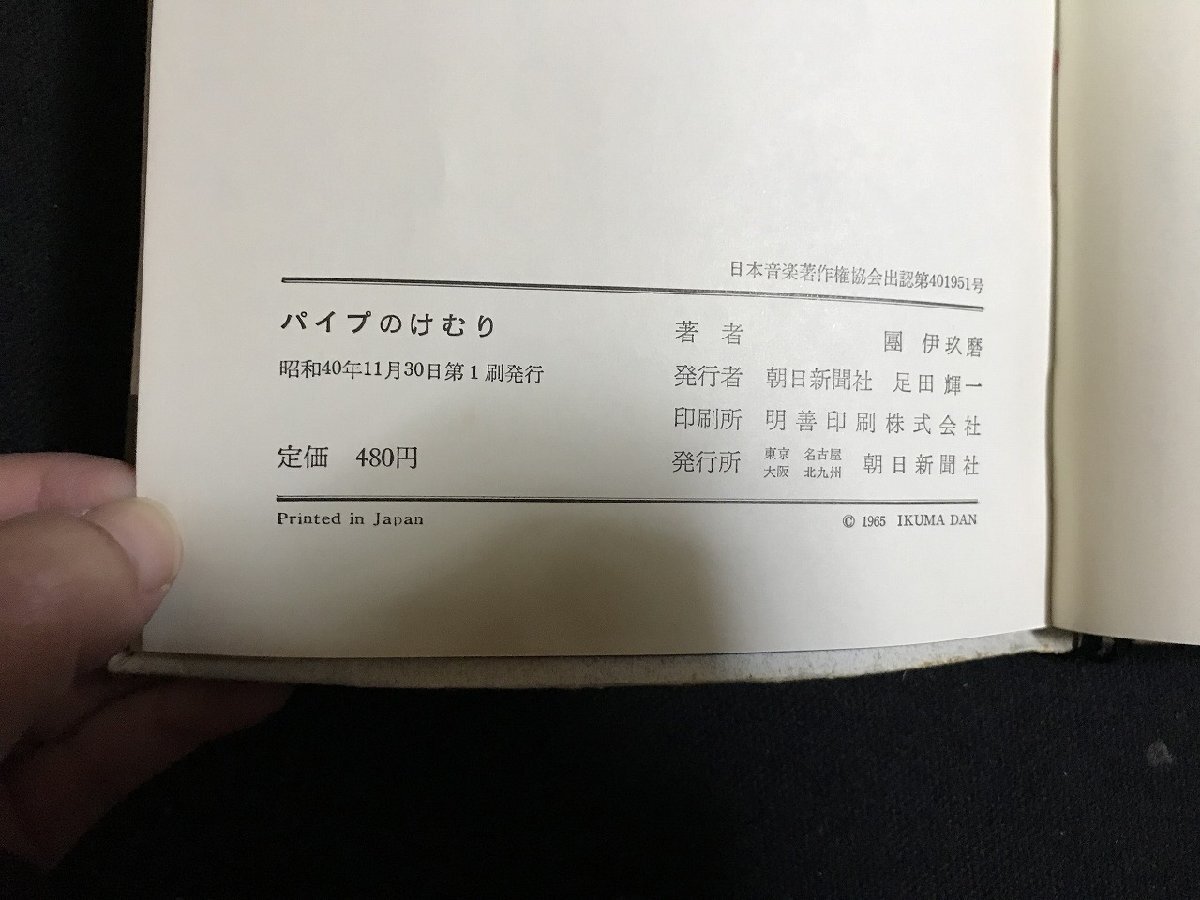 日本音楽著作権協会出認第401951号
パイプのけむり
昭和40年11月30日第1刷発行
定価 480円
著者 團 伊玖磨
発行者 朝日新聞社 足田輝一
印刷所 明善印刷株式会社
発行所 東京 名古屋 大阪 北九州 朝日新聞社
Printed in Japan
© 1965 IKUMA DAN